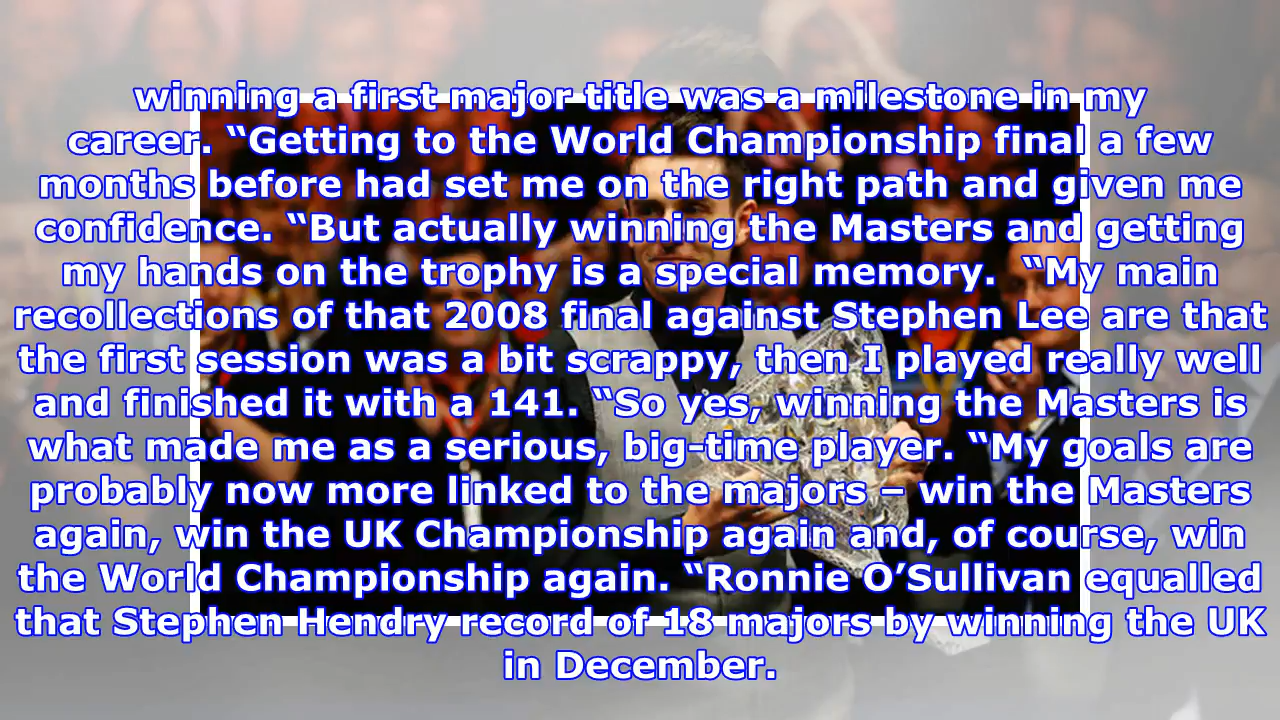 winning a first major title was a milestone in my
career. “Getting to the World Championship final a few
months before had set me on the right path and given me
confidence. “But actually winning the Masters and getting
my hands on the trophy is a special memory. “My main
recollections of that 2008 final against Stephen Lee are that
the first session was a bit scrappy, then I played really well
and finished it with a 141. “So yes, winning the Masters is
what made me as a serious, big-time player. “My goals are
probably now more linked to the majors – win the Masters
again, win the UK Championship again and, of course, win
the World Championship again. “Ronnie O’Sullivan equalled
that Stephen Hendry record of 18 majors by winning the UK
in December.